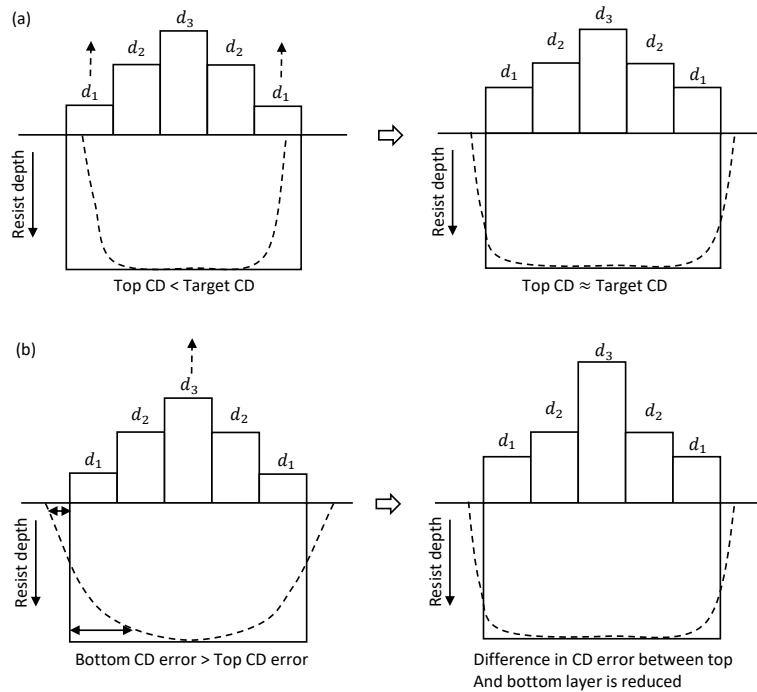 (a)
d₃
d₂ d₂
d₁ d₁
Resist depth
Top CD < Target CD
d₃
d₂ d₂
d₁ d₁
Resist depth
Top CD ≈ Target CD
(b)
d₃
d₂ d₂
d₁ d₁
Resist depth
Bottom CD error > Top CD error
d₃
d₂ d₂
d₁ d₁
Resist depth
Difference in CD error between top
And bottom layer is reduced